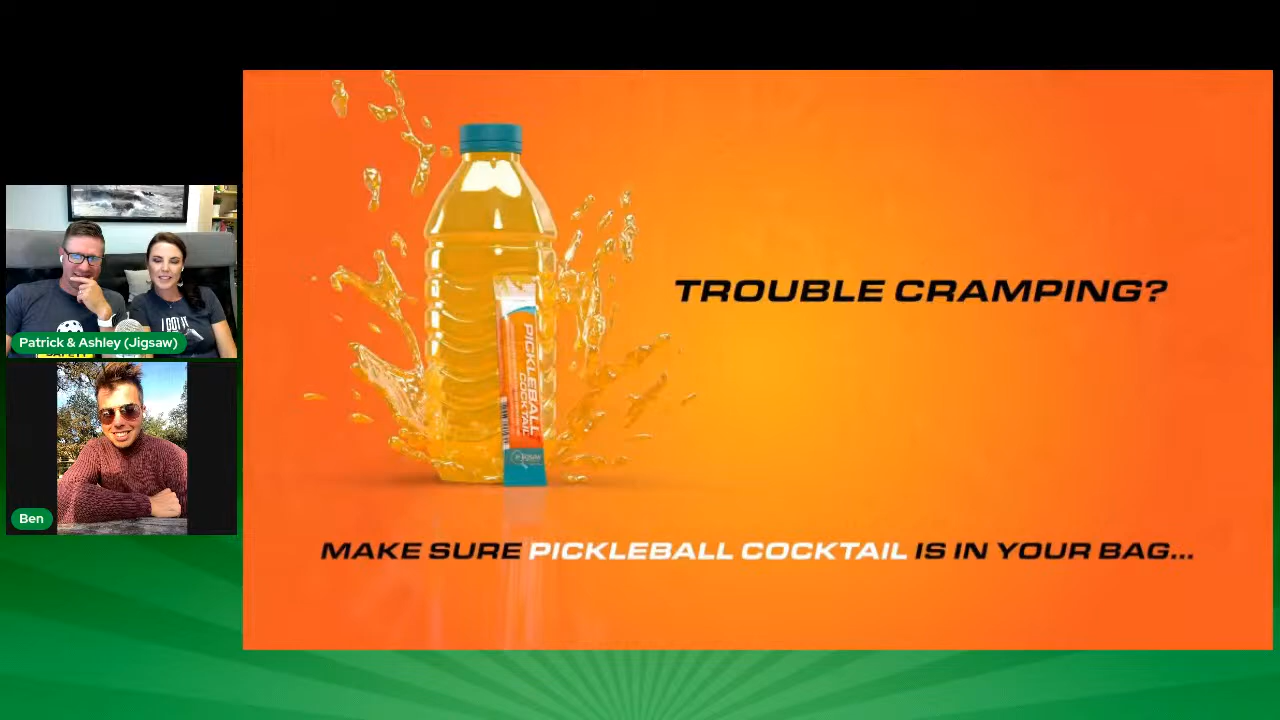 TROUBLE CRAMPING?
PICKLEBALL
COCKTAIL
Patrick & Ashley (Jigsaw)
Ben
MAKE SURE PICKLEBALL COCKTAIL IS IN YOUR BAG...